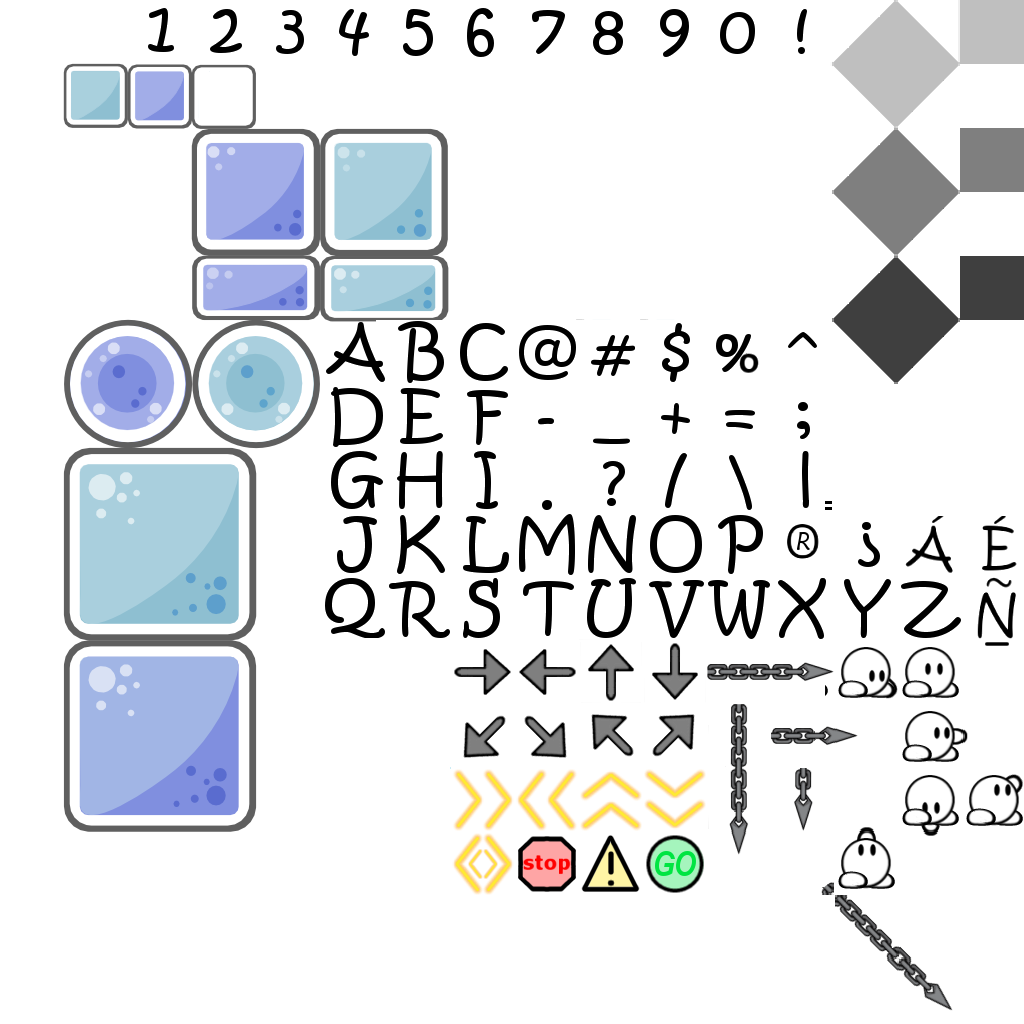 1 2 3 4 5 6 7 8 9 0 !
A B C @ # $ % ^
D E F - _ + = ;
G H I . ? / \ |
J K L M N O P ® ¿ Á É
Q R S T U V W X Y Z Ñ
stop ! GO